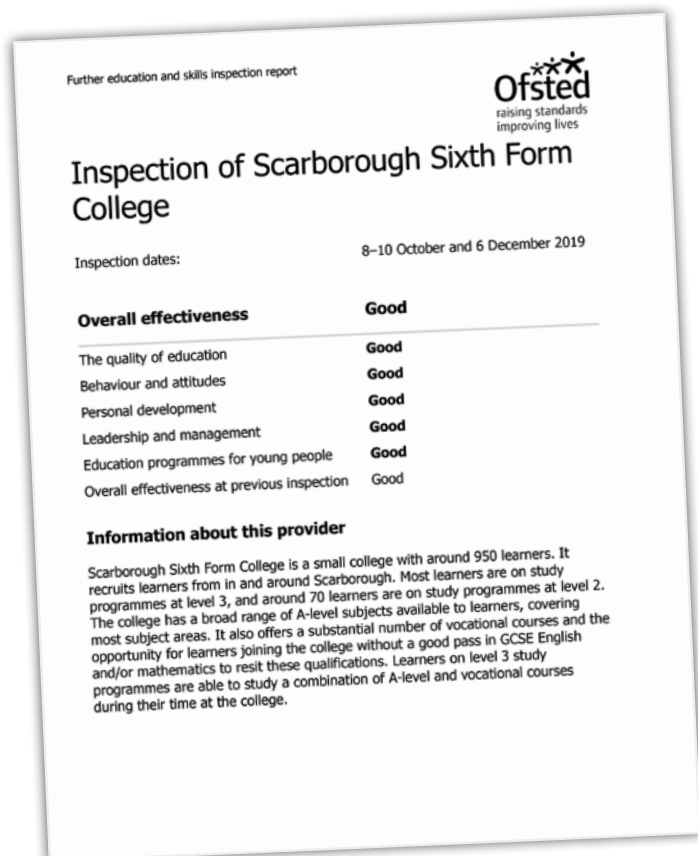 Further education and skills inspection report
Ofsted
raising standards
improving lives
Inspection of Scarborough Sixth Form
College
Inspection dates: 8–10 October and 6 December 2019
Overall effectiveness Good
The quality of education Good
Behaviour and attitudes Good
Personal development Good
Leadership and management Good
Education programmes for young people Good
Overall effectiveness at previous inspection Good
Information about this provider
Scarborough Sixth Form College is a small college with around 950 learners. It
recruits learners from in and around Scarborough. Most learners are on study
programmes at level 3, and around 70 learners are on study programmes at level 2.
The college has a broad range of A-level subjects available to learners, covering
most subject areas. It also offers a substantial number of vocational courses and the
opportunity for learners joining the college without a good pass in GCSE English
and/or mathematics to resit these qualifications. Learners on level 3 study
programmes are able to study a combination of A-level and vocational courses
during their time at the college.